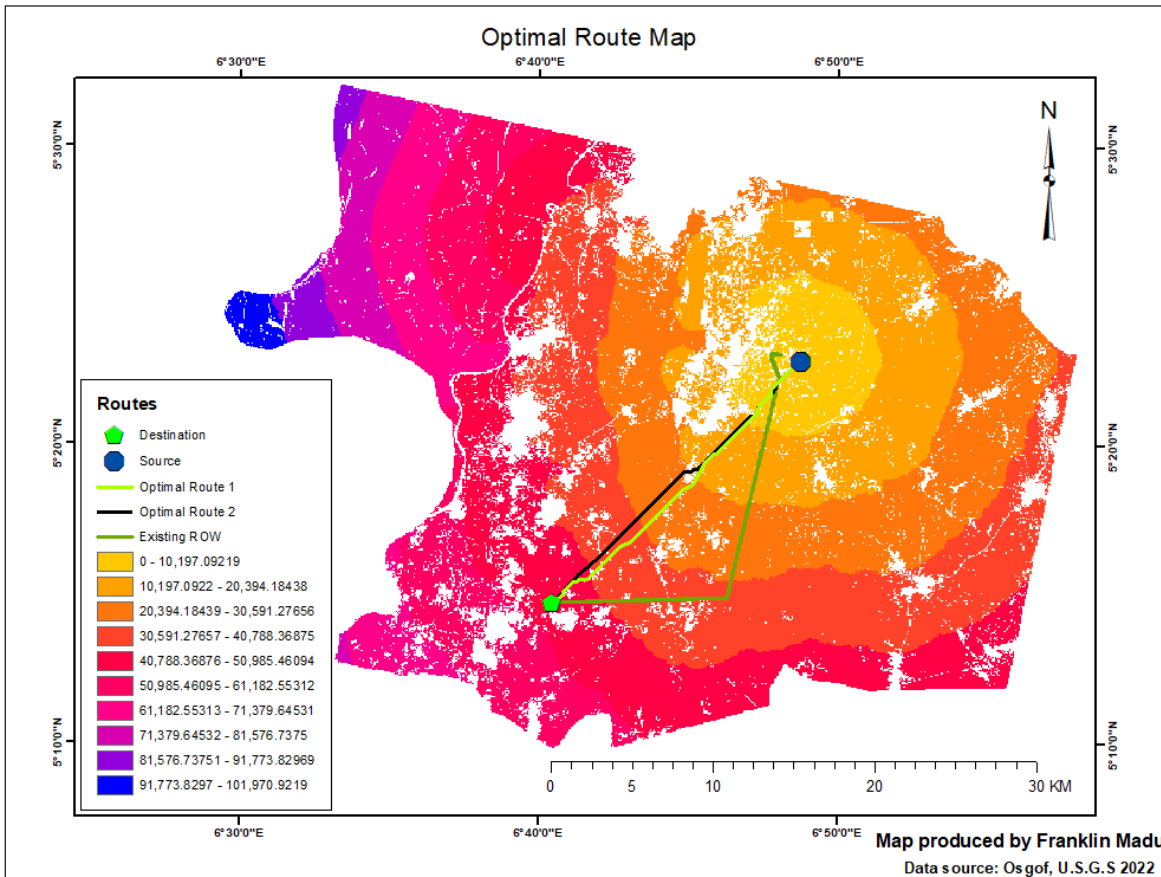 Optimal Route Map
6°30'0"E
6°40'0"E
6°50'0"E
5°30'0"N
5°30'0"N
N
Routes
Destination
Source
Optimal Route 1
Optimal Route 2
Existing ROW
0 - 10,197.09219
10,197.0922 - 20,394.18438
20,394.18439 - 30,591.27656
30,591.27657 - 40,788.36875
40,788.36876 - 50,985.46094
50,985.46095 - 61,182.55312
61,182.55313 - 71,379.64531
71,379.64532 - 81,576.7375
81,576.73751 - 91,773.82969
91,773.8297 - 101,970.9219
5°20'0"N
5°20'0"N
5°10'0"N
5°10'0"N
0 5 10 20 30 KM
6°30'0"E
6°40'0"E
6°50'0"E
Map produced by Franklin Madu
Data source: Osgof, U.S.G.S 2022